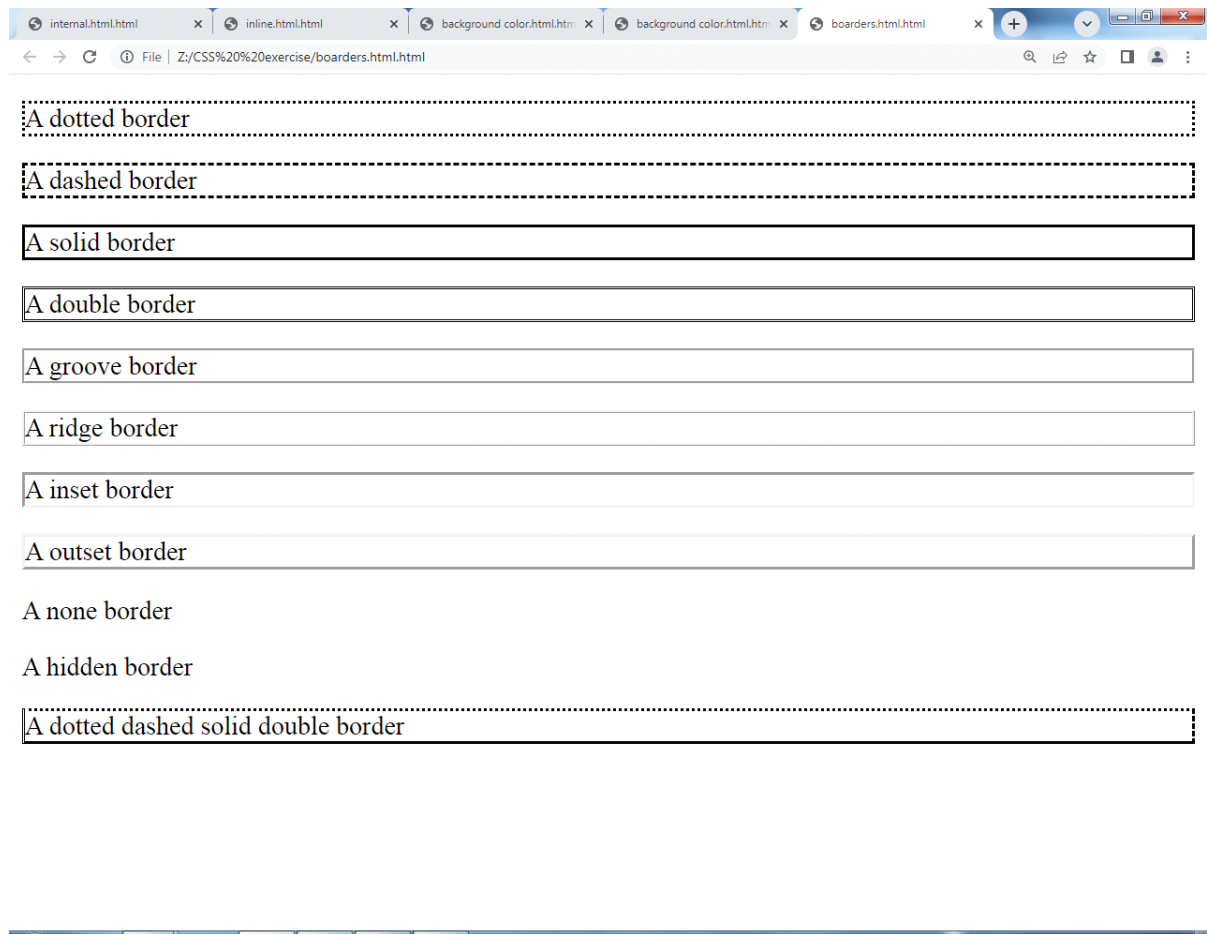 internal.html.html
inline.html.html
background color.html.htm
background color.html.htm
boarders.html.html
File Z:/CSS%20%20exercise/boarders.html.html
A dotted border
A dashed border
A solid border
A double border
A groove border
A ridge border
A inset border
A outset border
A none border
A hidden border
A dotted dashed solid double border